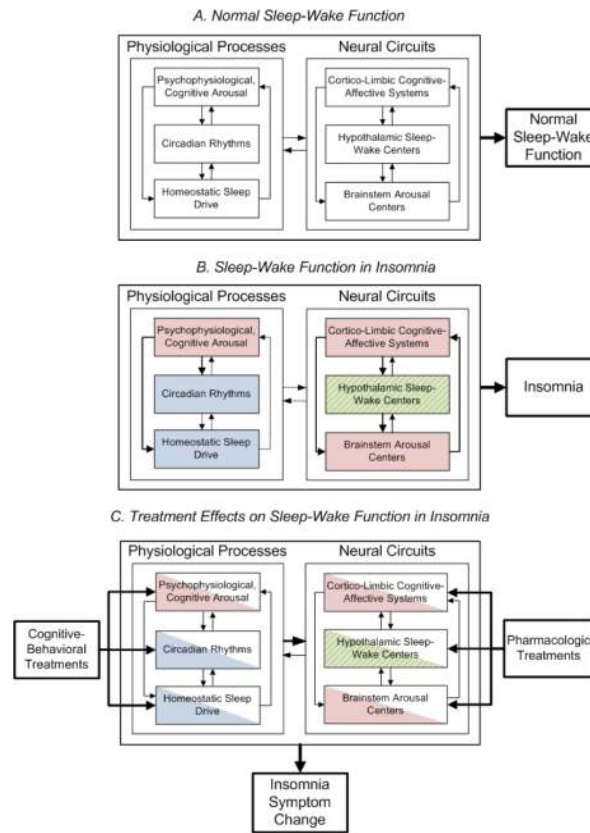 A. Normal Sleep-Wake Function
Physiological Processes
Neural Circuits
Psychophysiological,
Cognitive Arousal
Circadian Rhythms
Homeostatic Sleep
Drive
Cortico-Limbic Cognitive-
Affective Systems
Hypothalamic Sleep-
Wake Centers
Brainstem Arousal
Centers
Normal
Sleep-Wake
Function
B. Sleep-Wake Function in Insomnia
Physiological Processes
Neural Circuits
Psychophysiological,
Cognitive Arousal
Circadian Rhythms
Homeostatic Sleep
Drive
Cortico-Limbic Cognitive-
Affective Systems
Hypothalamic Sleep-
Wake Centers
Brainstem Arousal
Centers
Insomnia
C. Treatment Effects on Sleep-Wake Function in Insomnia
Physiological Processes
Neural Circuits
Cognitive-
Behavioral
Treatments
Psychophysiological,
Cognitive Arousal
Circadian Rhythms
Homeostatic Sleep
Drive
Cortico-Limbic Cognitive-
Affective Systems
Hypothalamic Sleep-
Wake Centers
Brainstem Arousal
Centers
Pharmacologic
Treatments
Insomnia
Symptom
Change